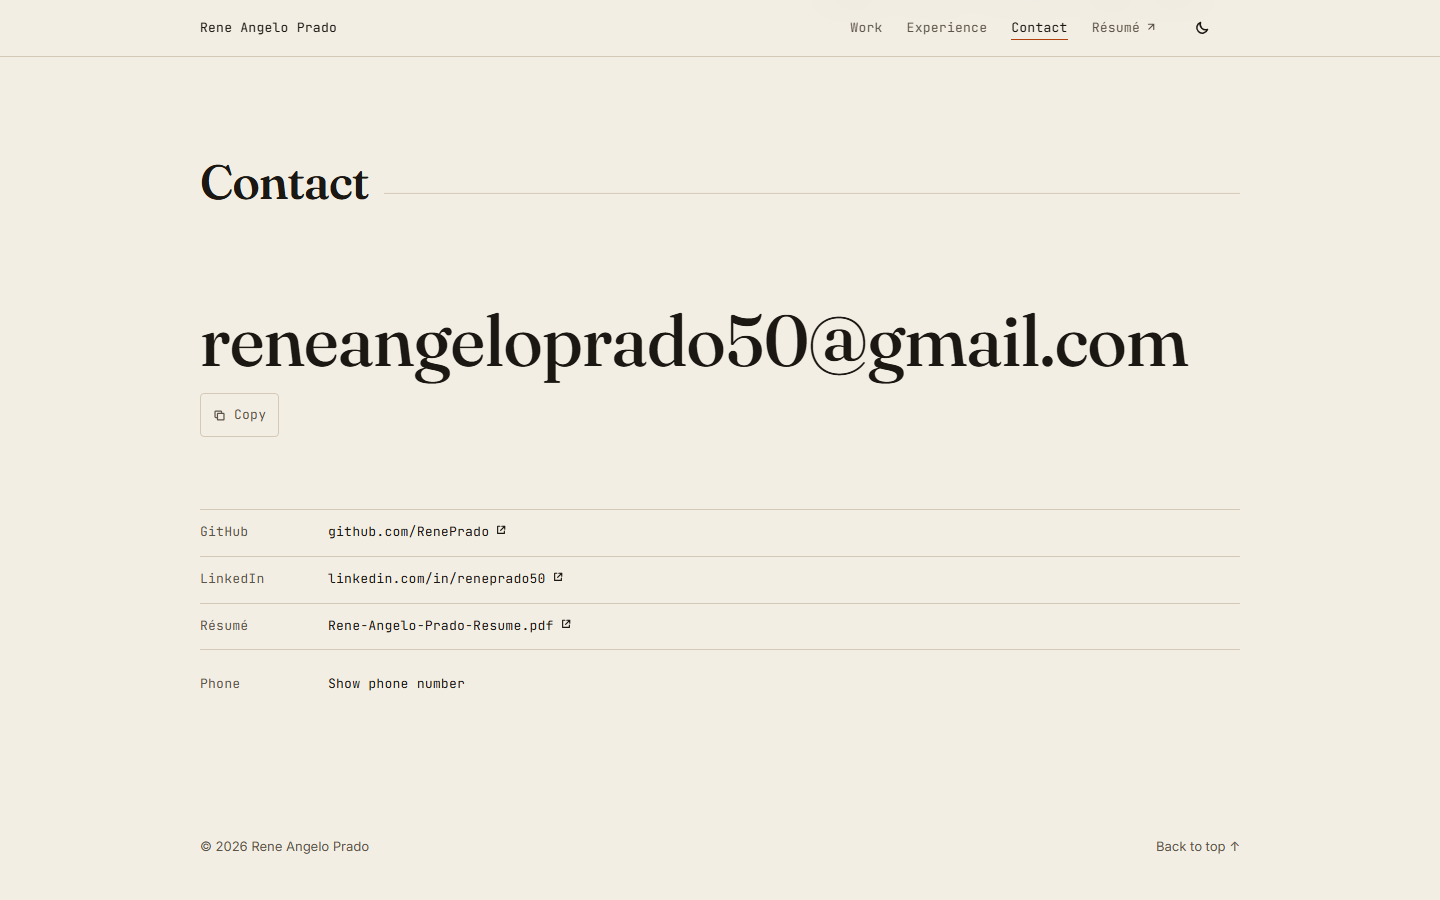 Rene Angelo Prado Work Experience Contact Résumé ↗
Contact
reneangeloprado50@gmail.com
Copy
GitHub github.com/RenePrado
LinkedIn linkedin.com/in/reneprado50
Résumé Rene-Angelo-Prado-Resume.pdf
Phone Show phone number
© 2026 Rene Angelo Prado Back to top ↑